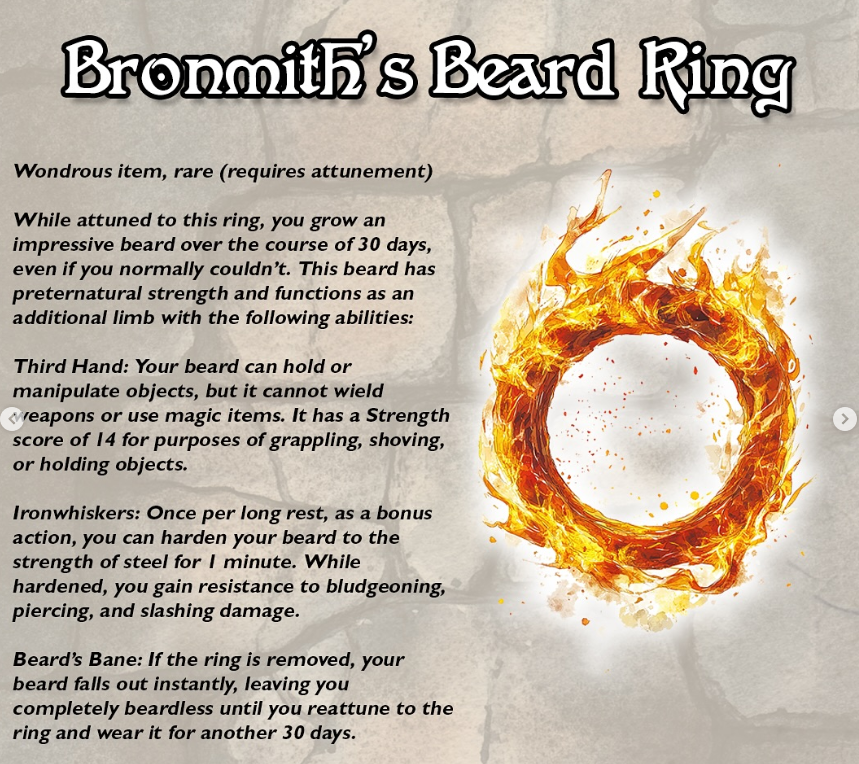 Bronmith's Beard Ring
Wondrous item, rare (requires attunement)
While attuned to this ring, you grow an
impressive beard over the course of 30 days,
even if you normally couldn't. This beard has
preternatural strength and functions as an
additional limb with the following abilities:
Third Hand: Your beard can hold or
manipulate objects, but it cannot wield
weapons or use magic items. It has a Strength
score of 14 for purposes of grappling, shoving,
or holding objects.
Ironwhiskers: Once per long rest, as a bonus
action, you can harden your beard to the
strength of steel for 1 minute. While
hardened, you gain resistance to bludgeoning,
piercing, and slashing damage.
Beard's Bane: If the ring is removed, your
beard falls out instantly, leaving you
completely beardless until you reattune to the
ring and wear it for another 30 days.